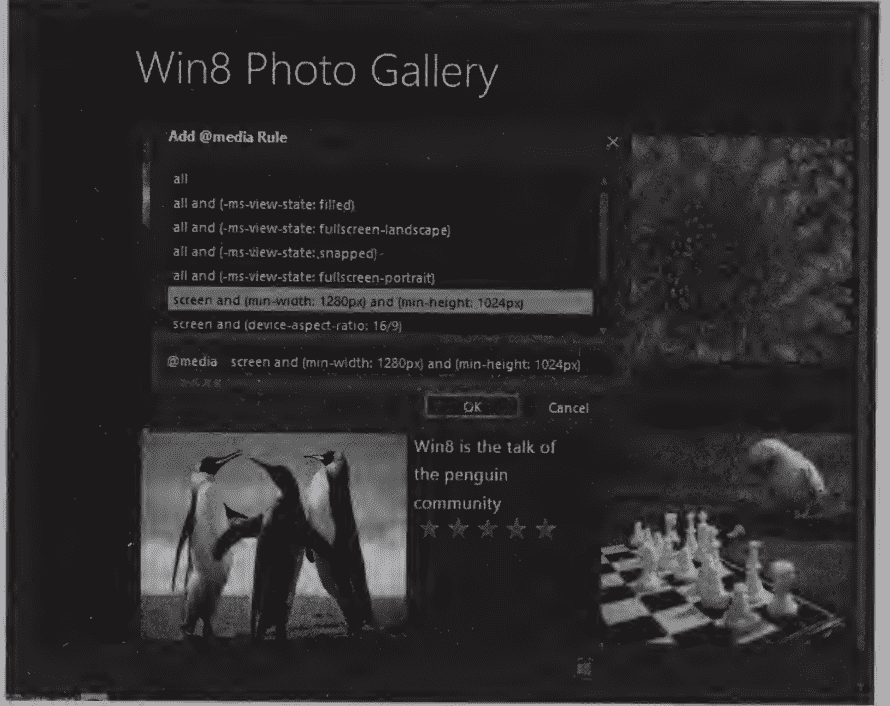 Win8 Photo Gallery
Add @media Rule
all
all and (-ms-view-state: filled)
all and (-ms-view-state: fullscreen-landscape)
all and (-ms-view-state: snapped)
all and (-ms-view-state: fullscreen-portrait)
screen and (min-width: 1280px) and (min-height: 1024px)
screen and (device-aspect-ratio: 16/9)
@media screen and (min-width: 1280px) and (min-height: 1024px)
OK Cancel
Win8 is the talk of
the penguin
community